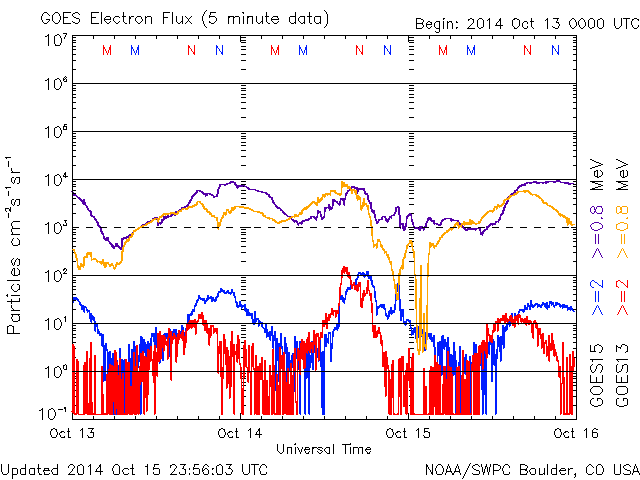 GOES Electron Flux (5 minute data)
Begin: 2014 Oct 13 0000 UTC
M M N N M M N N M M N N
10⁷
10⁶
10⁵
10⁴
10³
10²
10¹
10⁰
10⁻¹
Particles cm⁻²s⁻¹sr⁻¹
Oct 13 Oct 14 Oct 15 Oct 16
Universal Time
GOES15 >=2 >=0.8 MeV
GOES13 >=2 >=0.8 MeV
Updated 2014 Oct 15 23:56:03 UTC
NOAA/SWPC Boulder, CO USA